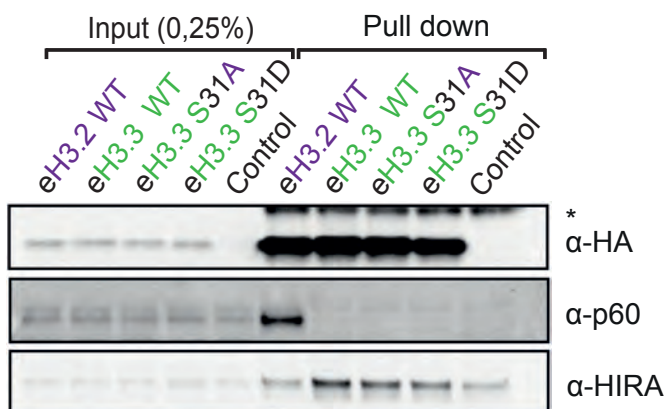 Input (0,25%) Pull down
eH3.2 WT
eH3.3 WT
eH3.3 S31A
eH3.3 S31D
Control
eH3.2 WT
eH3.3 WT
eH3.3 S31A
eH3.3 S31D
Control
*
α-HA
α-p60
α-HIRA